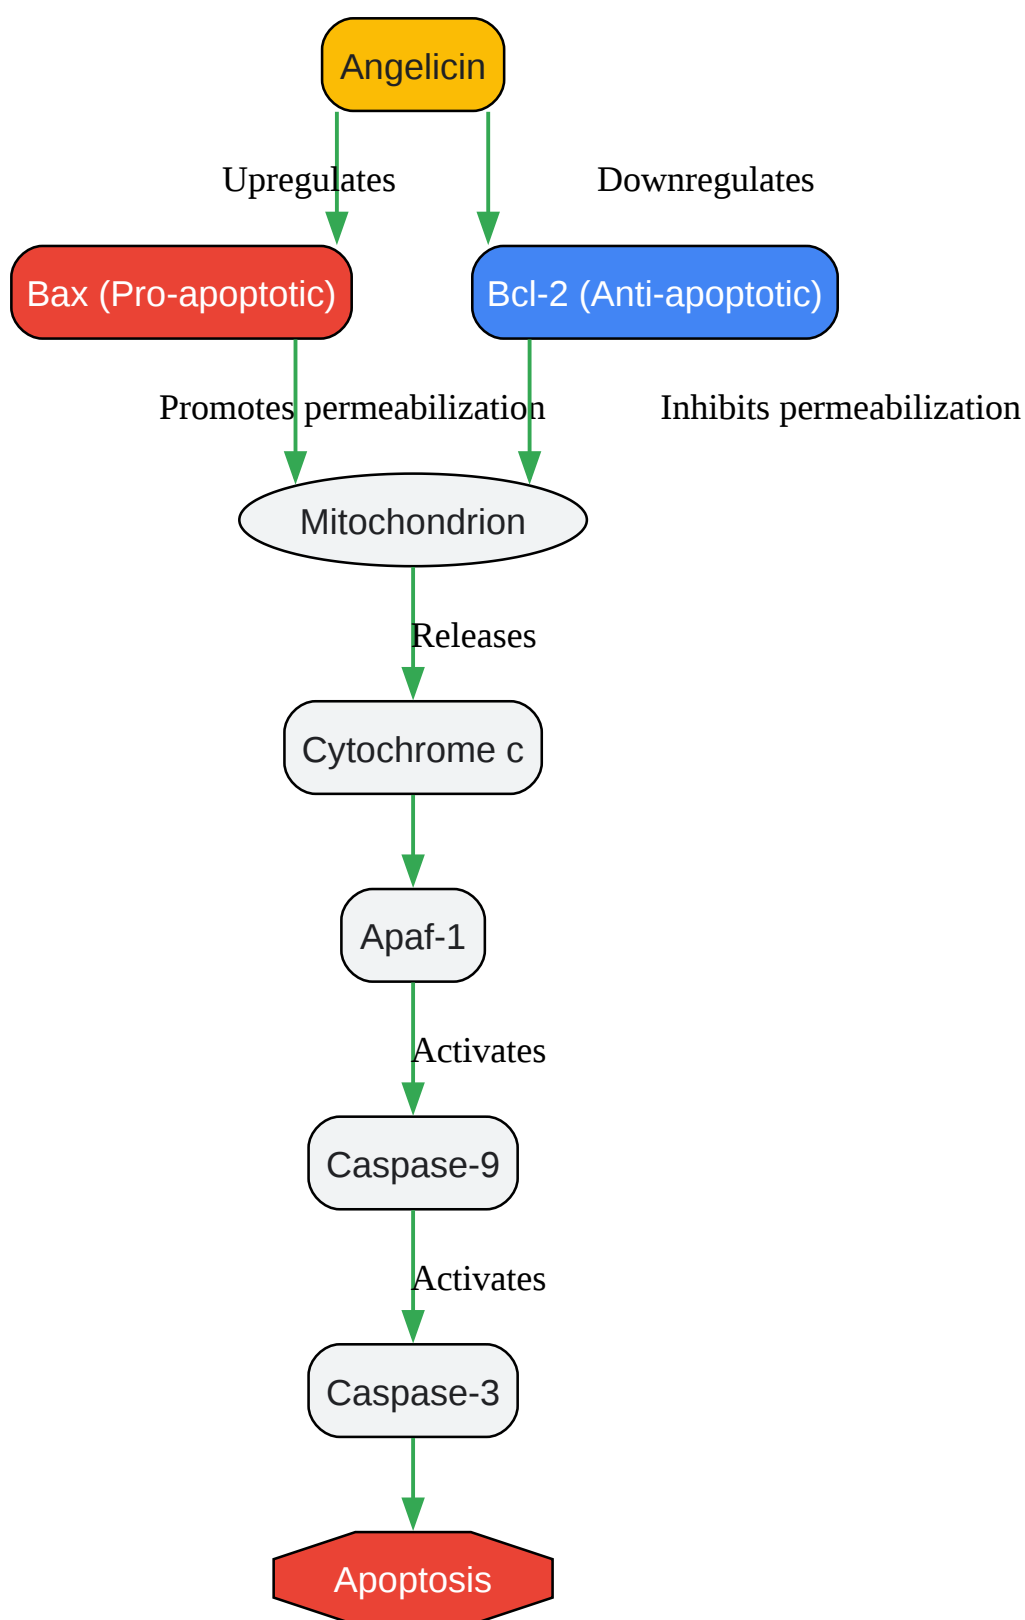 Angelicin
Upregulates
Downregulates
Bax (Pro-apoptotic)
Bcl-2 (Anti-apoptotic)
Promotes permeabilization
Inhibits permeabilization
Mitochondrion
Releases
Cytochrome c
Apaf-1
Activates
Caspase-9
Activates
Caspase-3
Apoptosis